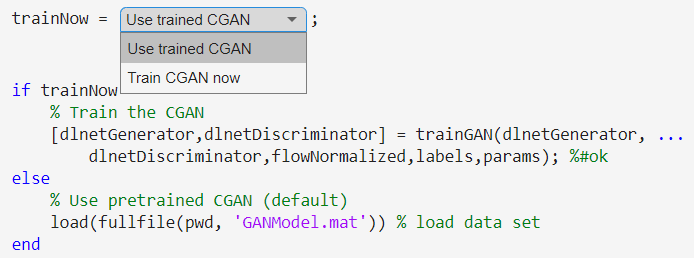 trainNow = Use trained CGAN ;
Use trained CGAN
Train CGAN now
if trainNow
% Train the CGAN
[dlnetGenerator,dlnetDiscriminator] = trainGAN(dlnetGenerator, ...
dlnetDiscriminator,flowNormalized,labels,params); %#ok
else
% Use pretrained CGAN (default)
load(fullfile(pwd, 'GANModel.mat')) % load data set
end